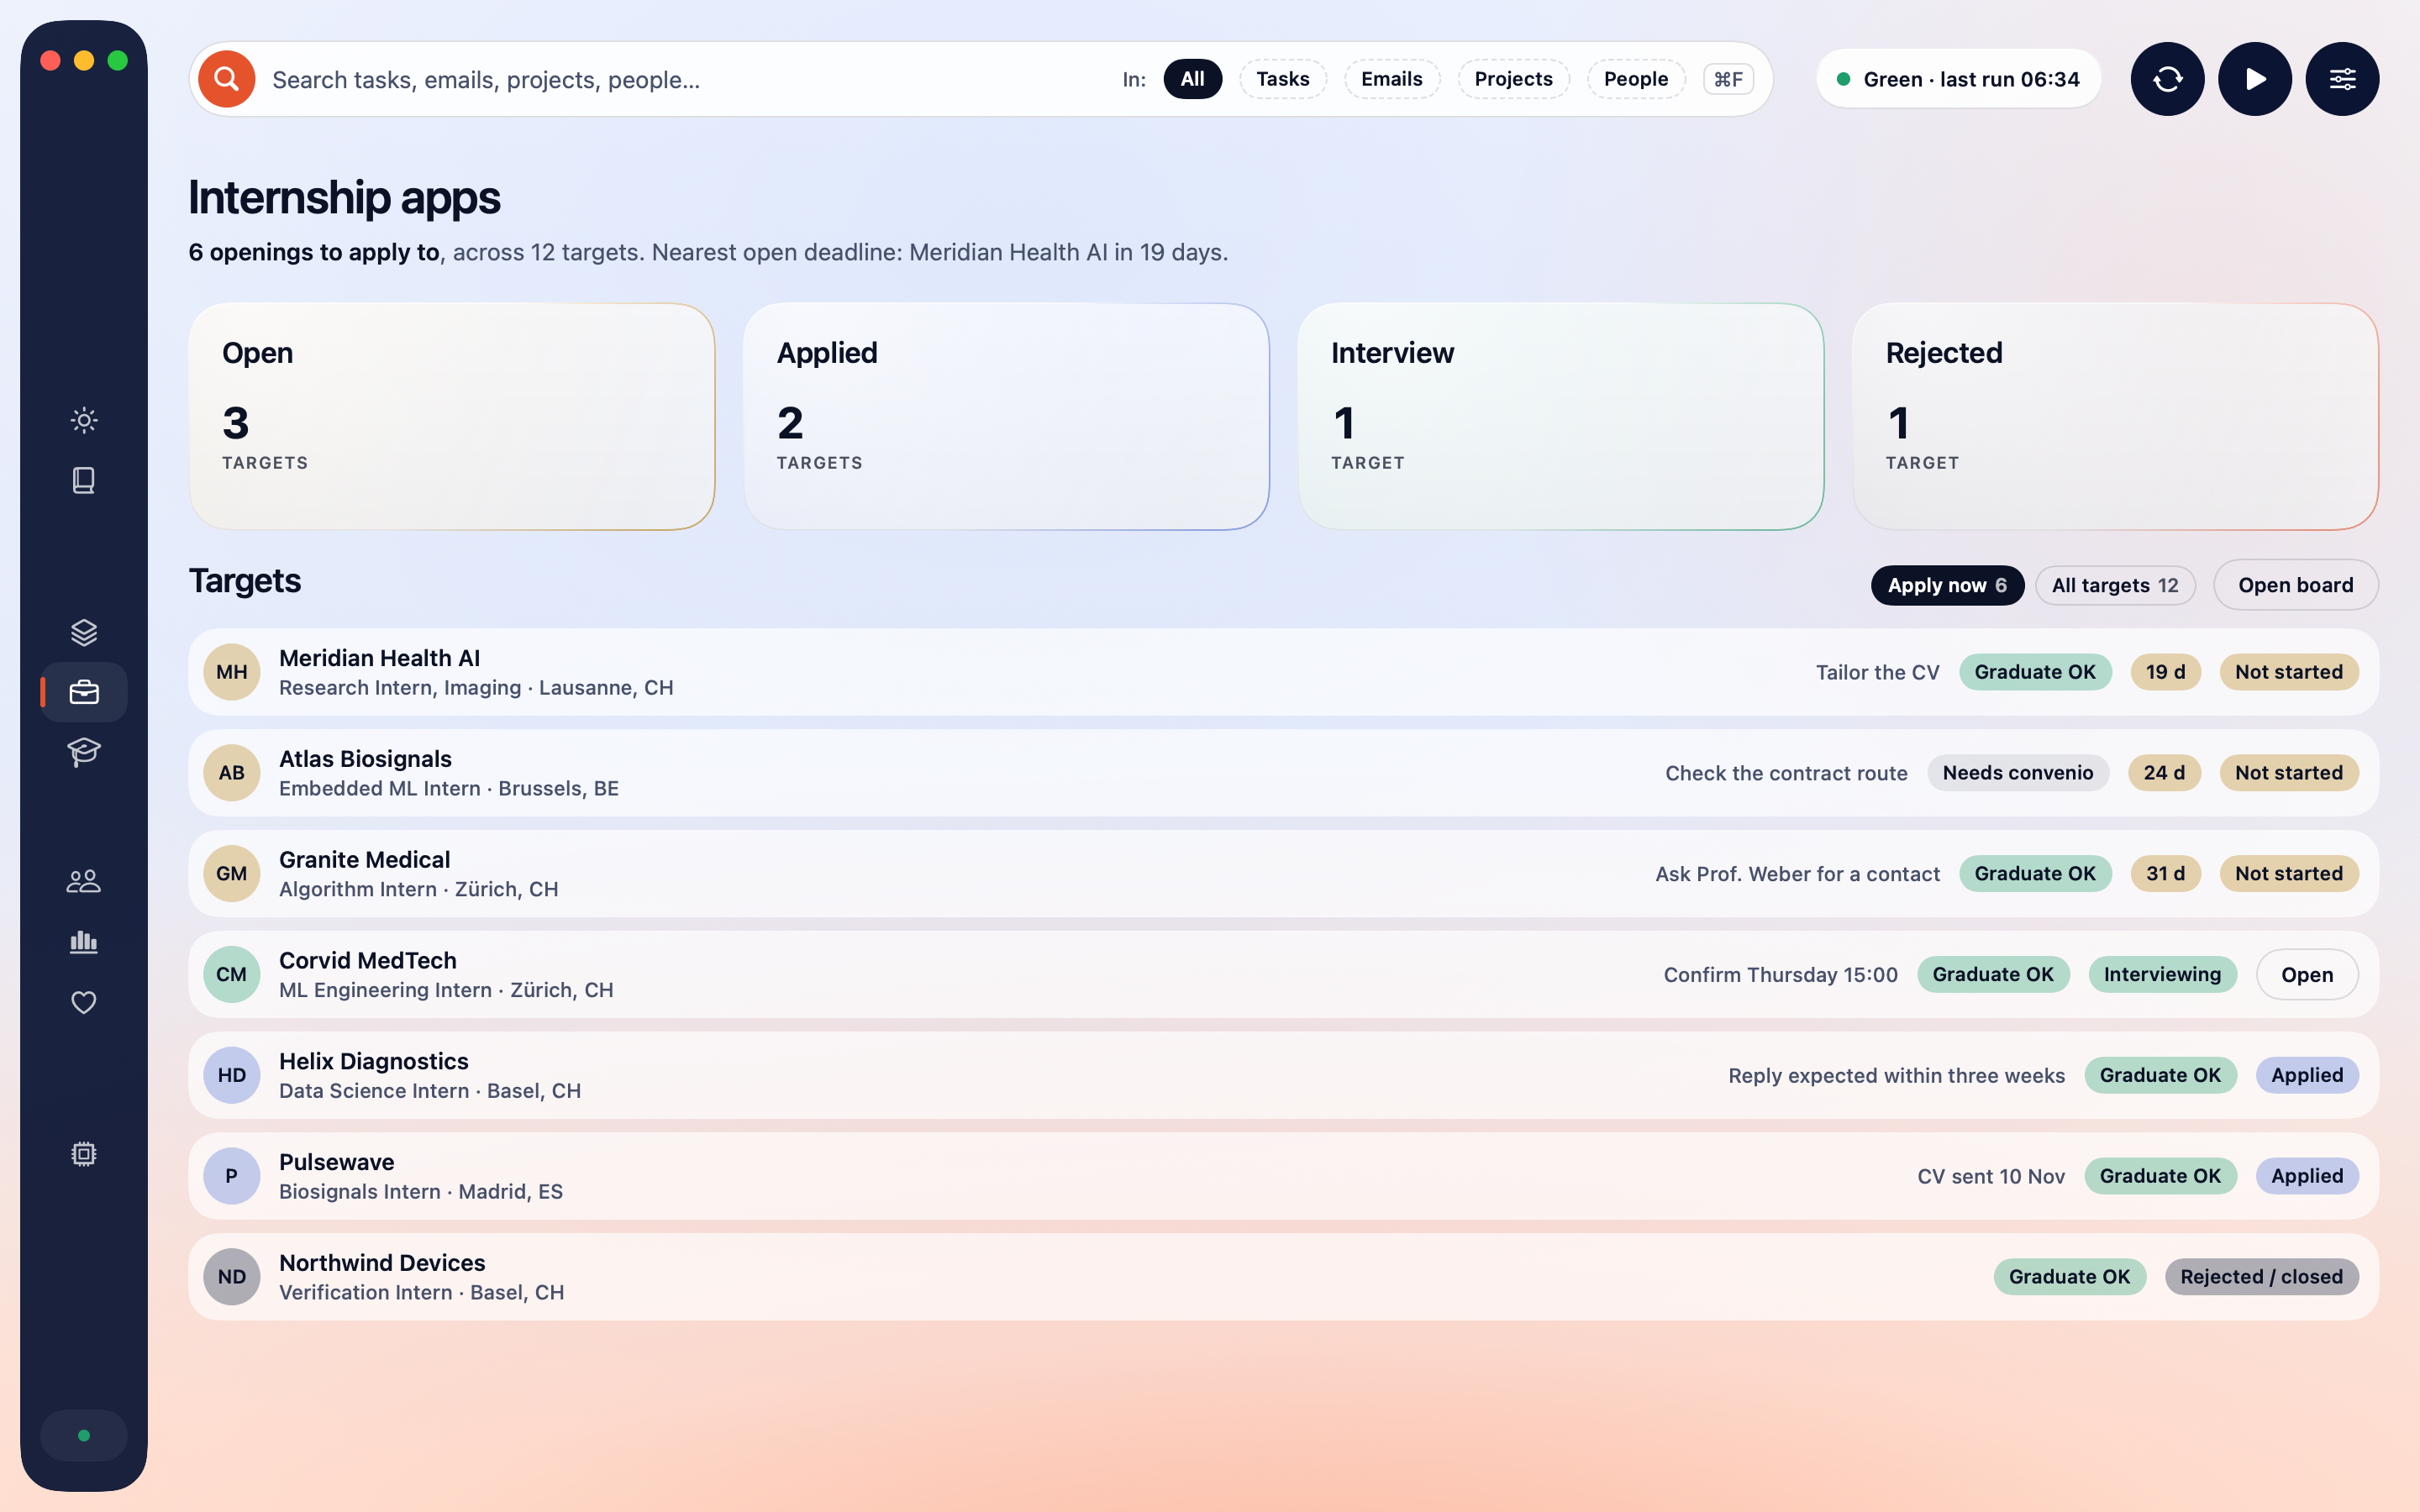 Search tasks, emails, projects, people... In: All Tasks Emails Projects People ⌘F Green · last run 06:34
Internship apps
6 openings to apply to, across 12 targets. Nearest open deadline: Meridian Health AI in 19 days.
Open
3
TARGETS
Applied
2
TARGETS
Interview
1
TARGET
Rejected
1
TARGET
Targets Apply now 6 All targets 12 Open board
MH Meridian Health AI
Research Intern, Imaging · Lausanne, CH
Tailor the CV Graduate OK 19 d Not started
AB Atlas Biosignals
Embedded ML Intern · Brussels, BE
Check the contract route Needs convenio 24 d Not started
GM Granite Medical
Algorithm Intern · Zürich, CH
Ask Prof. Weber for a contact Graduate OK 31 d Not started
CM Corvid MedTech
ML Engineering Intern · Zürich, CH
Confirm Thursday 15:00 Graduate OK Interviewing Open
HD Helix Diagnostics
Data Science Intern · Basel, CH
Reply expected within three weeks Graduate OK Applied
P Pulsewave
Biosignals Intern · Madrid, ES
CV sent 10 Nov Graduate OK Applied
ND Northwind Devices
Verification Intern · Basel, CH
Graduate OK Rejected / closed